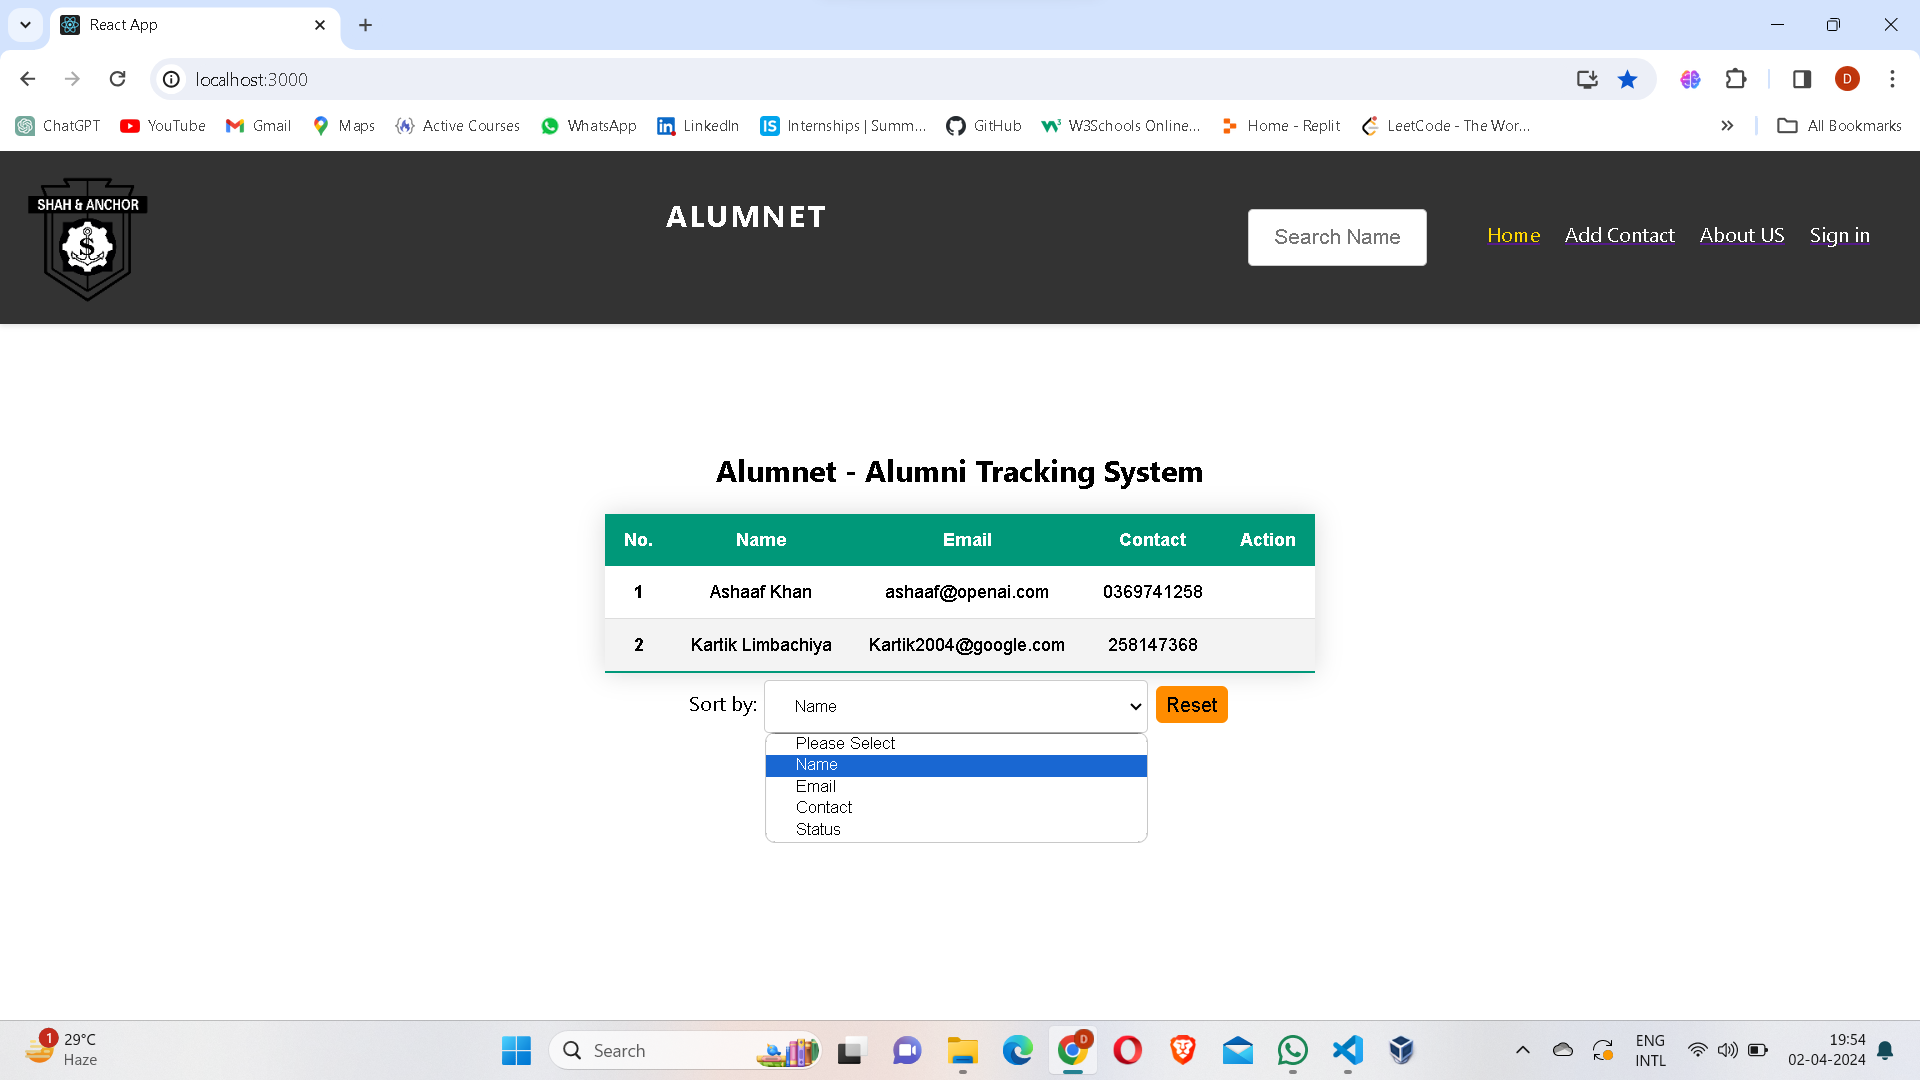 React App
localhost:3000
D
ChatGPT YouTube Gmail Maps Active Courses WhatsApp LinkedIn Internships | Summ... GitHub W3Schools Online... Home - Replit LeetCode - The Wor... All Bookmarks
SHAH & ANCHOR
S
ALUMNET
Search Name
Home Add Contact About US Sign in
Alumnet - Alumni Tracking System
No. Name Email Contact Action
1 Ashaaf Khan ashaaf@openai.com 0369741258
2 Kartik Limbachiya Kartik2004@google.com 258147368
Sort by: Name Reset
Please Select
Name
Email
Contact
Status
1 29°C
Haze
Search
D
ENG
INTL
19:54
02-04-2024